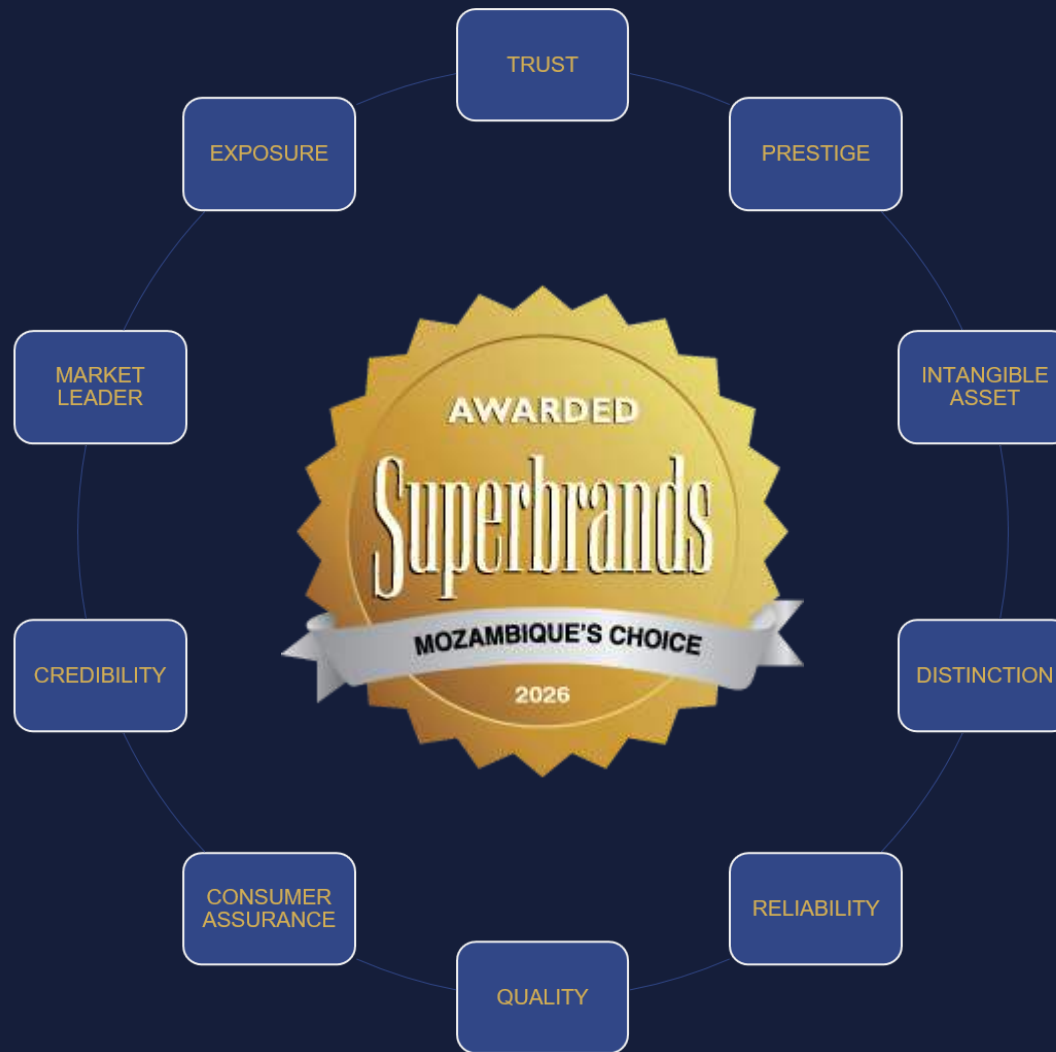 TRUST
EXPOSURE
PRESTIGE
MARKET
LEADER
INTANGIBLE
ASSET
AWARDED
Superbrands
MOZAMBIQUE'S CHOICE
2026
CREDIBILITY
DISTINCTION
CONSUMER
ASSURANCE
RELIABILITY
QUALITY